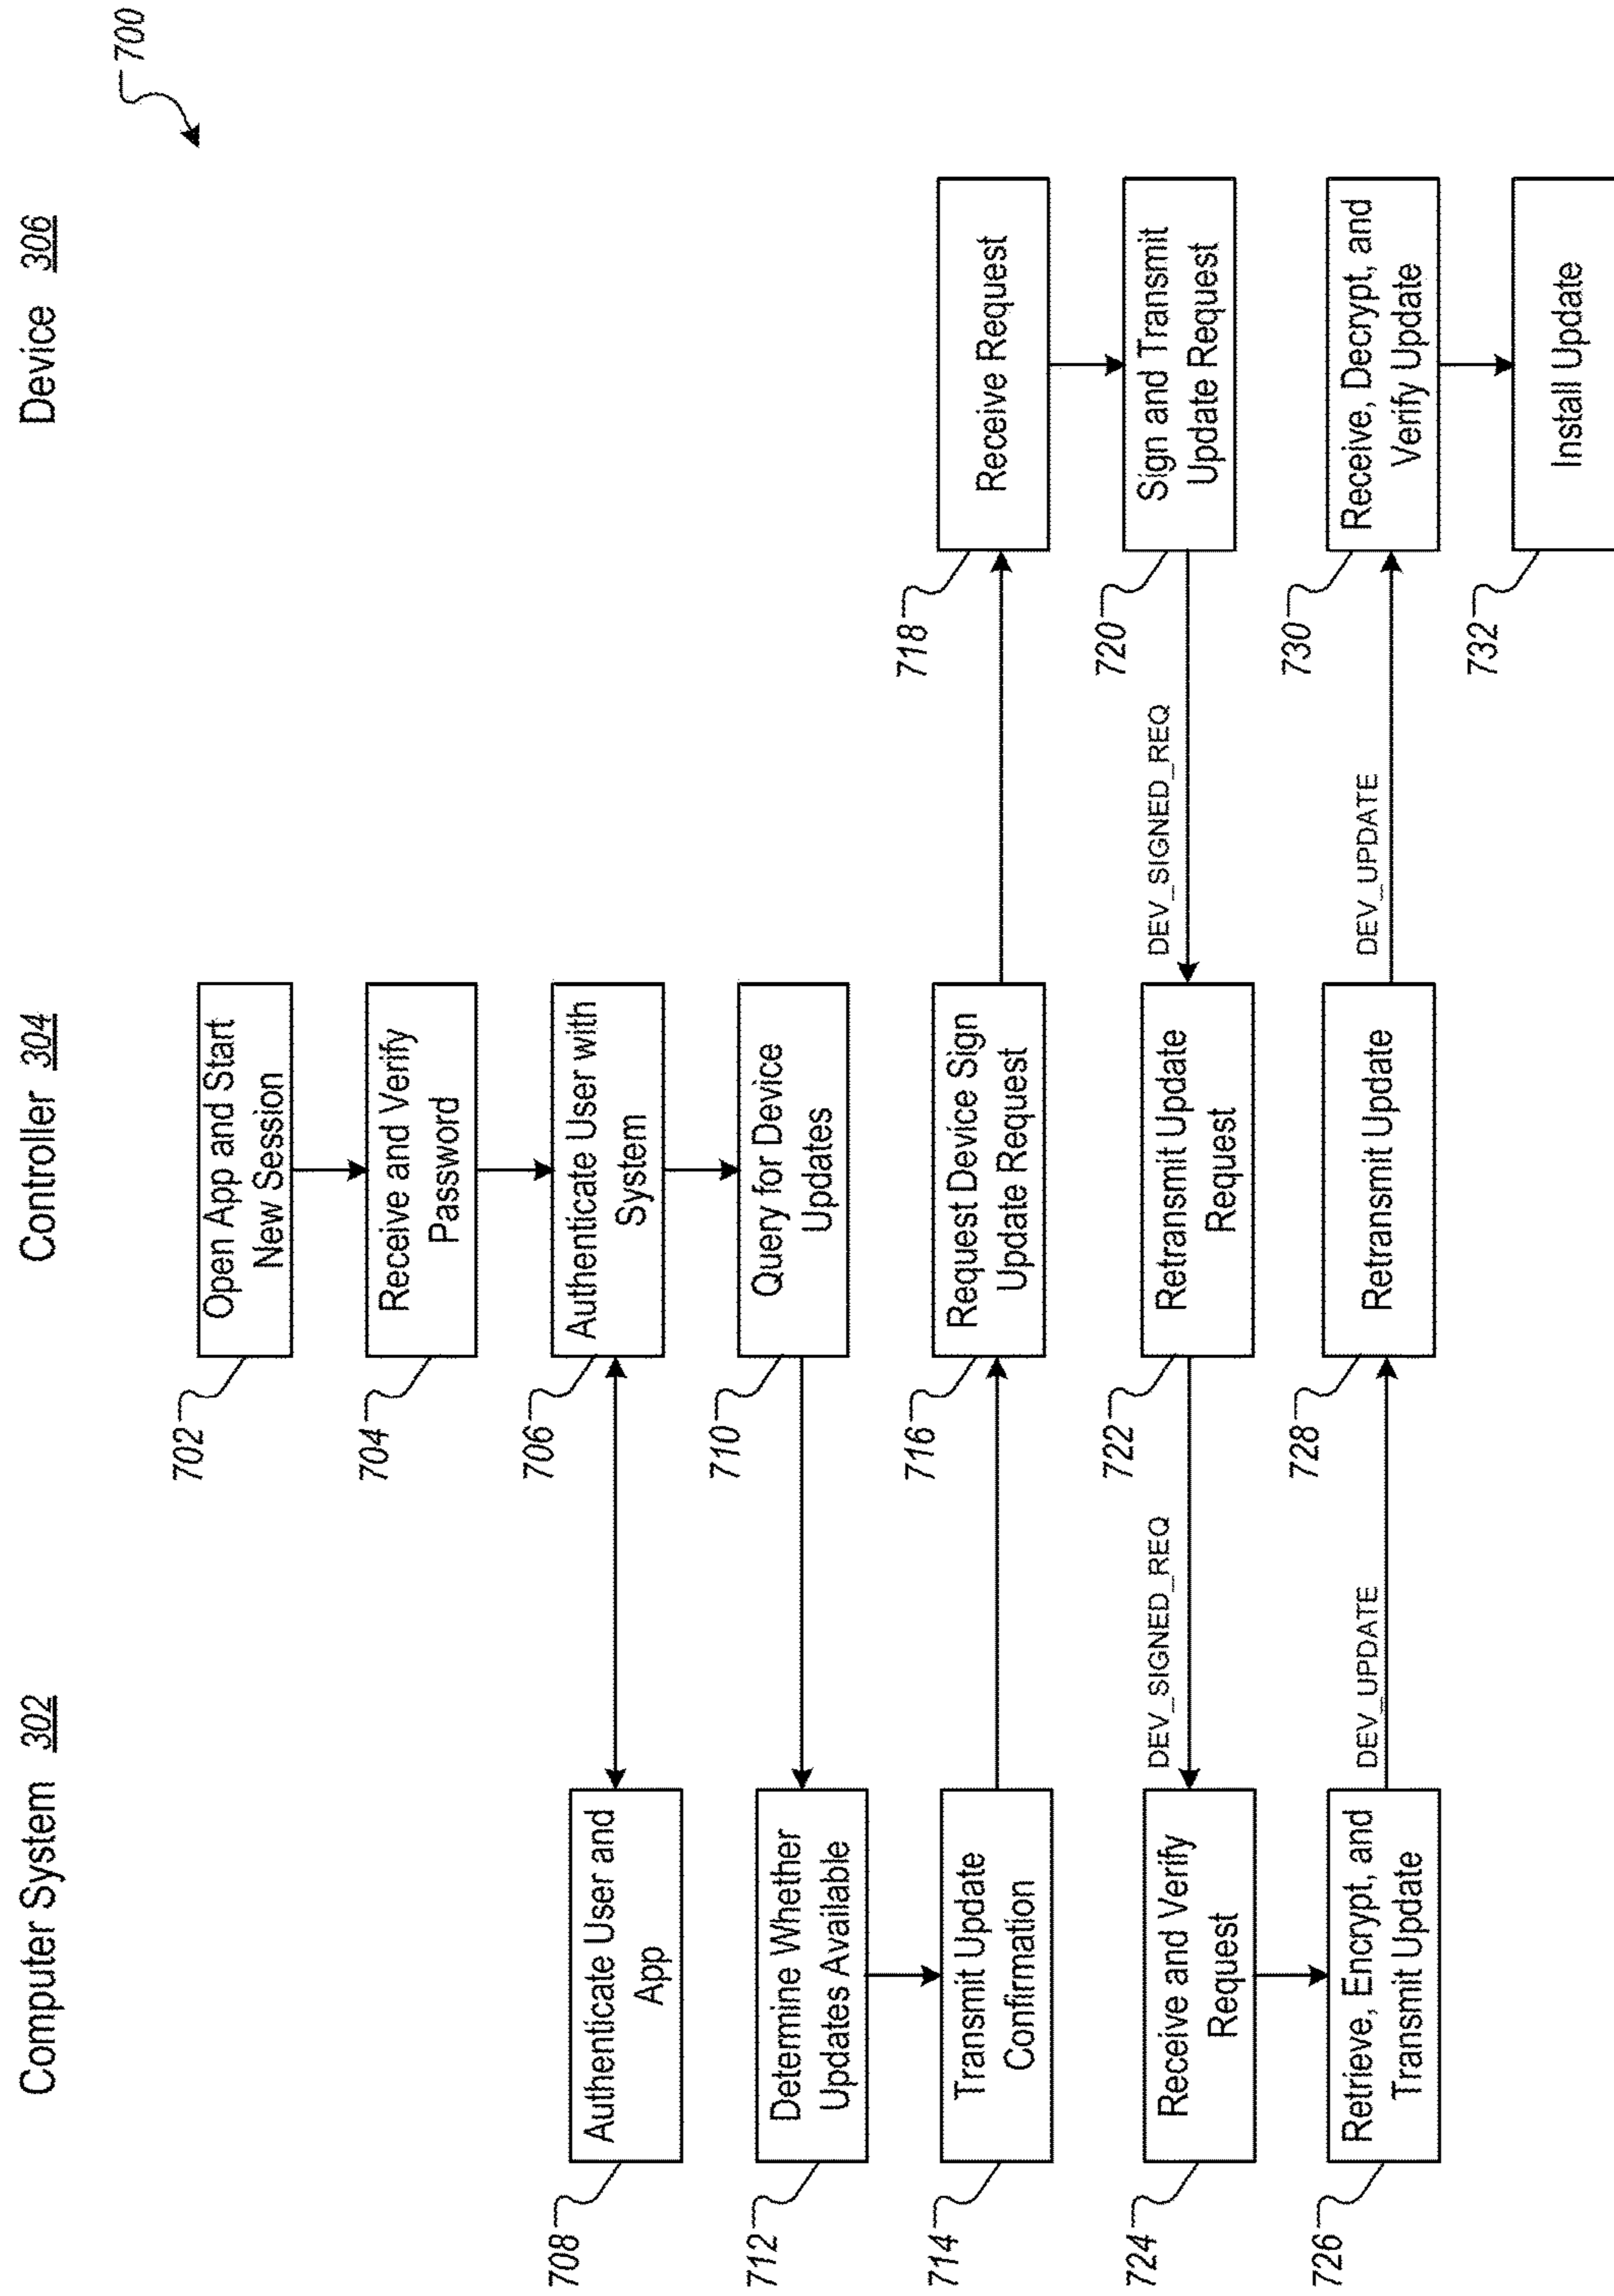 700
Computer System 302
Controller 304
Device 306
702
Open App and Start
New Session
704
Receive and Verify
Password
706
Authenticate User with
System
708
Authenticate User and
App
710
Query for Device
Updates
712
Determine Whether
Updates Available
714
Transmit Update
Confirmation
716
Request Device Sign
Update Request
718
Receive Request
720
Sign and Transmit
Update Request
DEV_SIGNED_REQ
722
Retransmit Update
Request
DEV_SIGNED_REQ
724
Receive and Verify
Request
726
Retrieve, Encrypt, and
Transmit Update
DEV_UPDATE
728
Retransmit Update
DEV_UPDATE
730
Receive, Decrypt, and
Verify Update
732
Install Update